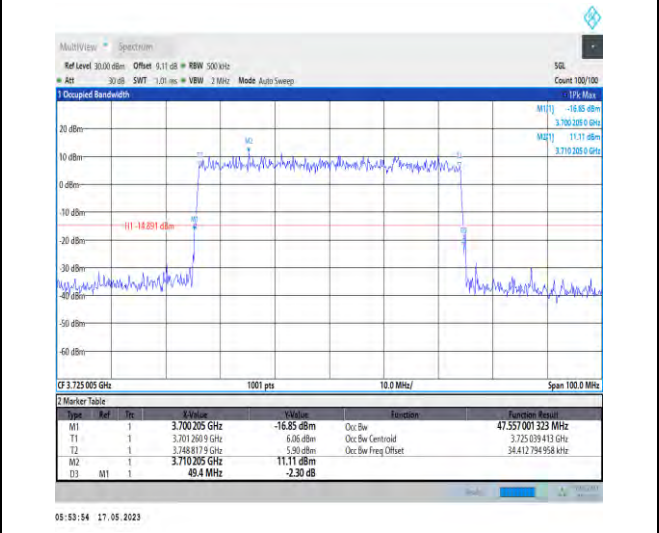 MultiView Spectrum
Ref Level 30.00 dBm Offset 9.11 dB RBW 500 kHz SGL
Att 30 dB SWT 1.01 ms VBW 2 MHz Mode Auto Sweep Count 100/100
1 Occupied Bandwidth 1Pk Max
M1[1] -16.85 dBm
3.700 205 0 GHz
M2[1] 11.11 dBm
3.710 205 0 GHz
20 dBm
M2
10 dBm
T1
0 dBm
-10 dBm
M1
H1 -14.891 dBm
-20 dBm
-30 dBm
-40 dBm
-50 dBm
-60 dBm
CF 3.725 005 GHz 1001 pts 10.0 MHz/ Span 100.0 MHz
2 Marker Table
Type Ref Trc X-Value Y-Value Function Function Result
M1 1 3.700 205 GHz -16.85 dBm Occ Bw 47.557 001 323 MHz
T1 1 3.701 260 9 GHz 6.06 dBm Occ Bw Centroid 3.725 039 413 GHz
T2 1 3.748 817 9 GHz 5.90 dBm Occ Bw Freq Offset 34.412 794 958 kHz
M2 1 3.710 205 GHz 11.11 dBm
D3 M1 1 49.4 MHz -2.30 dB
05:53:54 17.05.2023